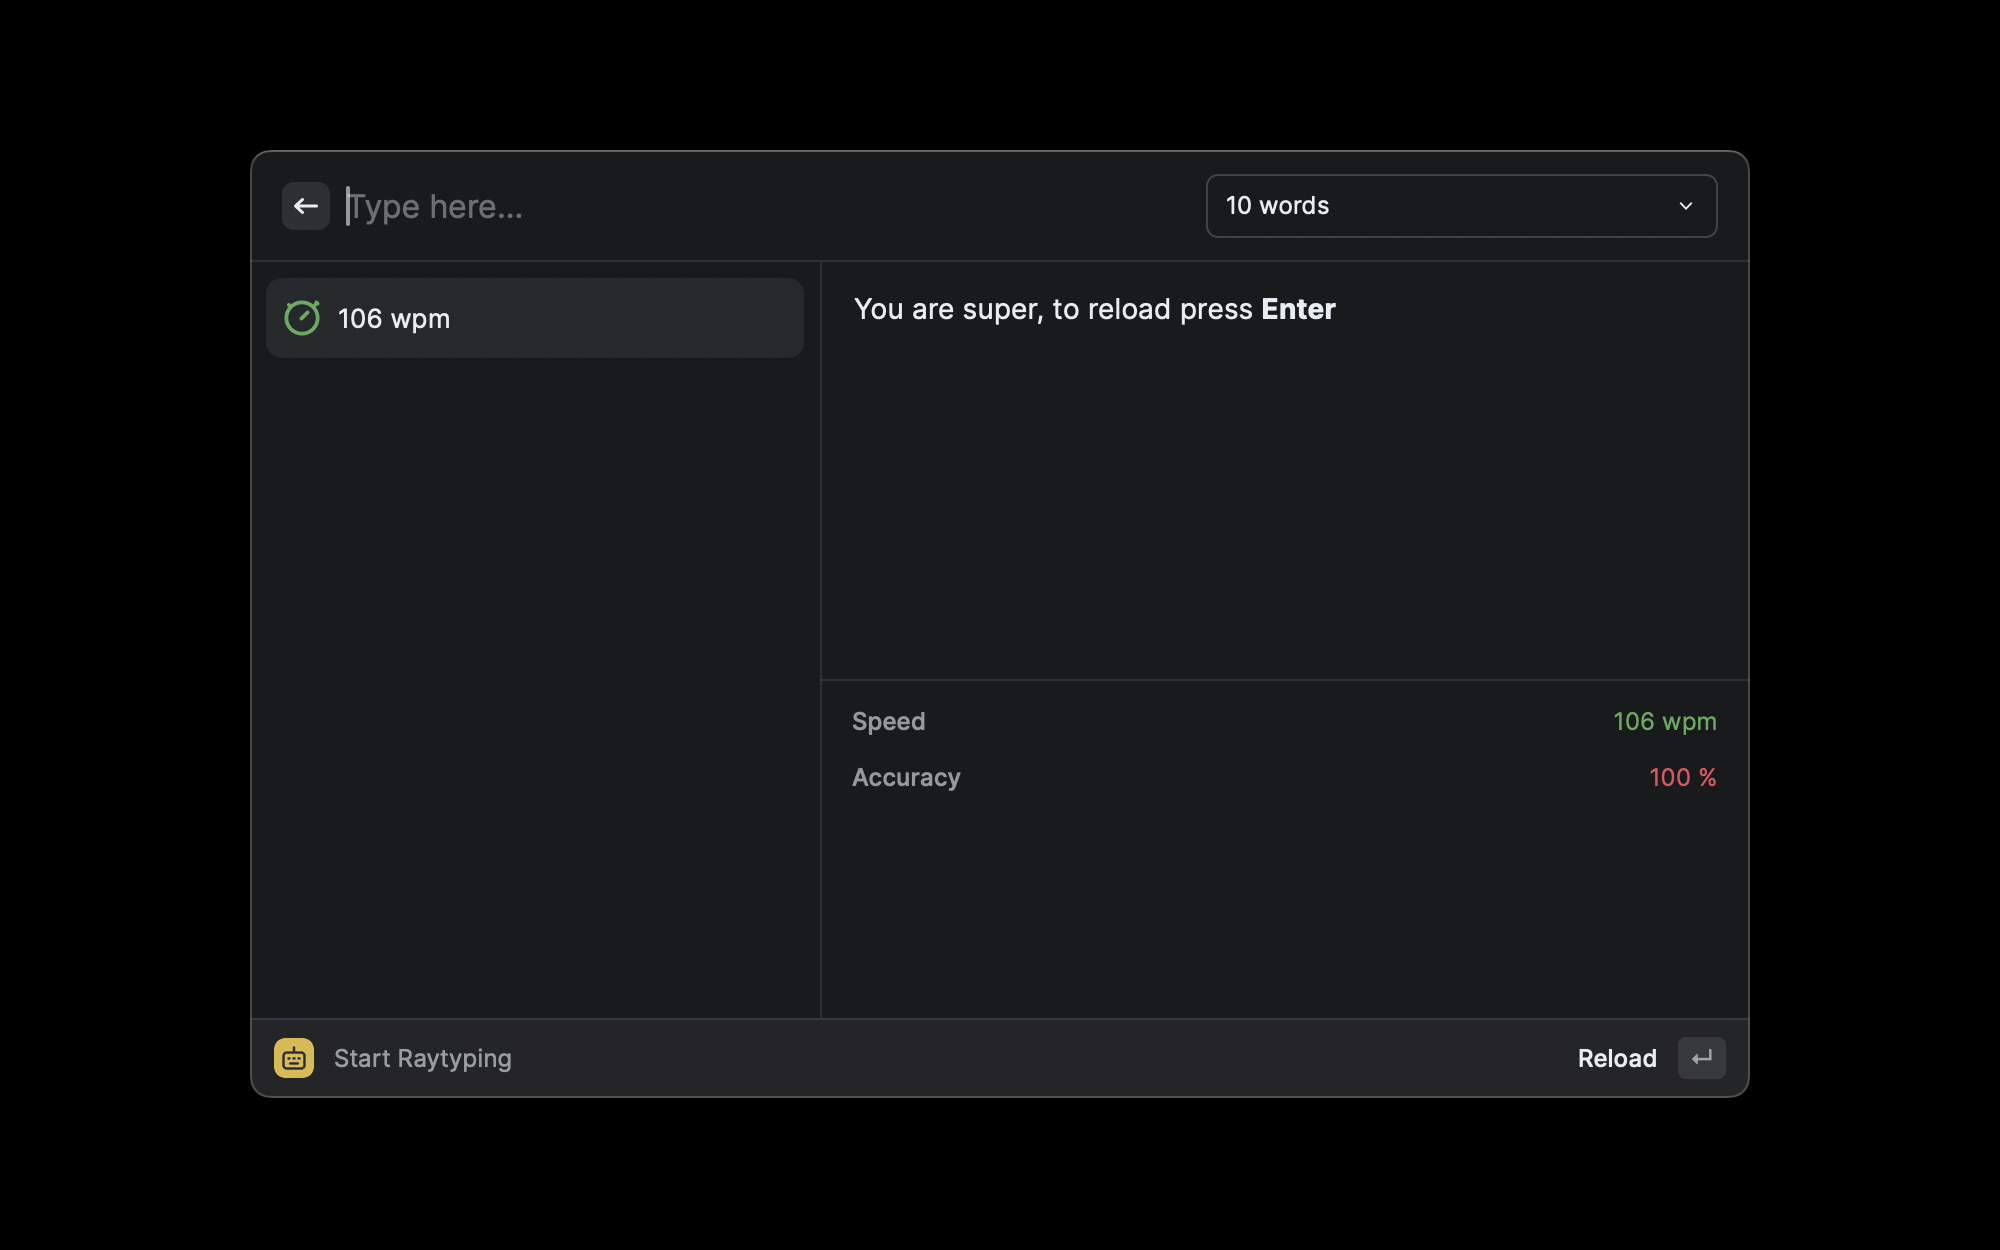 Type here...
10 words
106 wpm
You are super, to reload press Enter
Speed
106 wpm
Accuracy
100 %
Start Raytyping
Reload